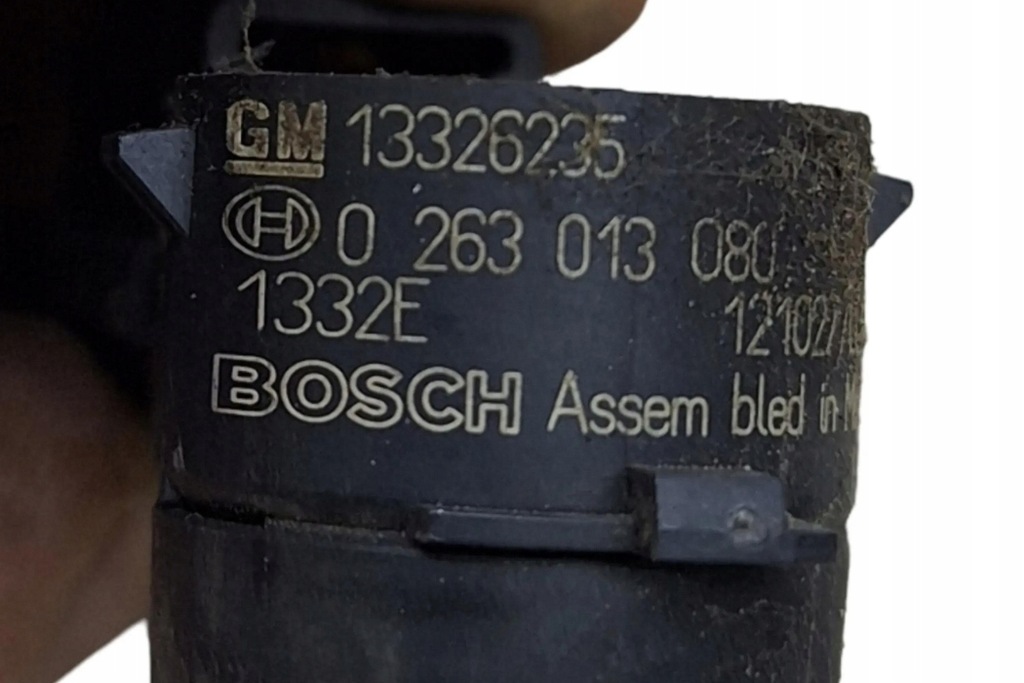 GM 13326235
0 263 013 080
1332E
BOSCH Assem bled in